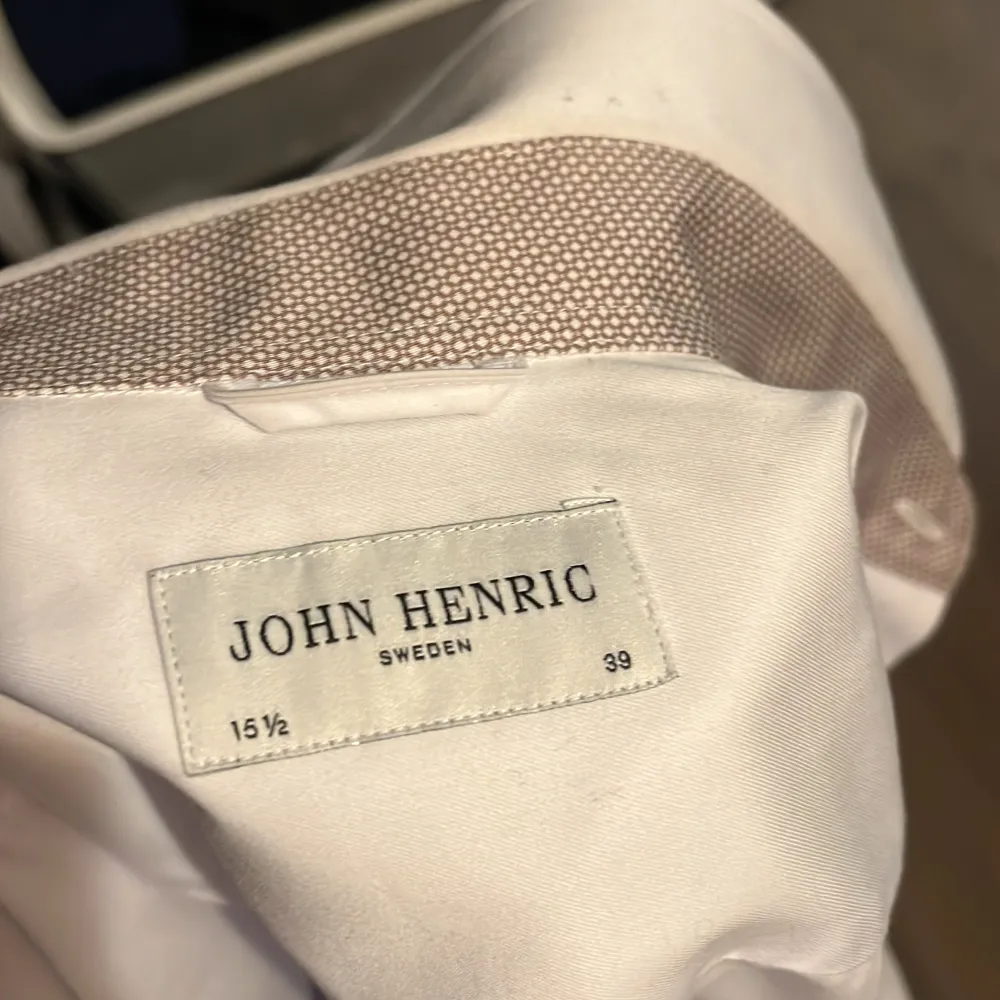 JOHN HENRIC
SWEDEN
39
15½